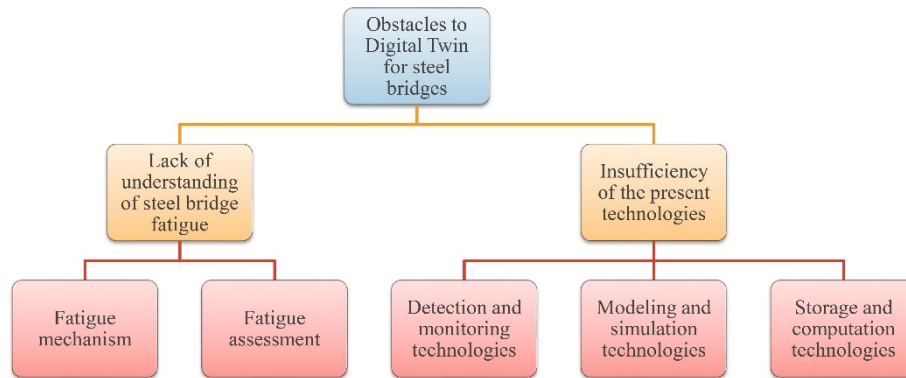 Obstacles to
Digital Twin
for steel
bridges
Lack of
understanding
of steel bridge
fatigue
Insufficiency
of the present
technologies
Fatigue
mechanism
Fatigue
assessment
Detection and
monitoring
technologies
Modeling and
simulation
technologies
Storage and
computation
technologies